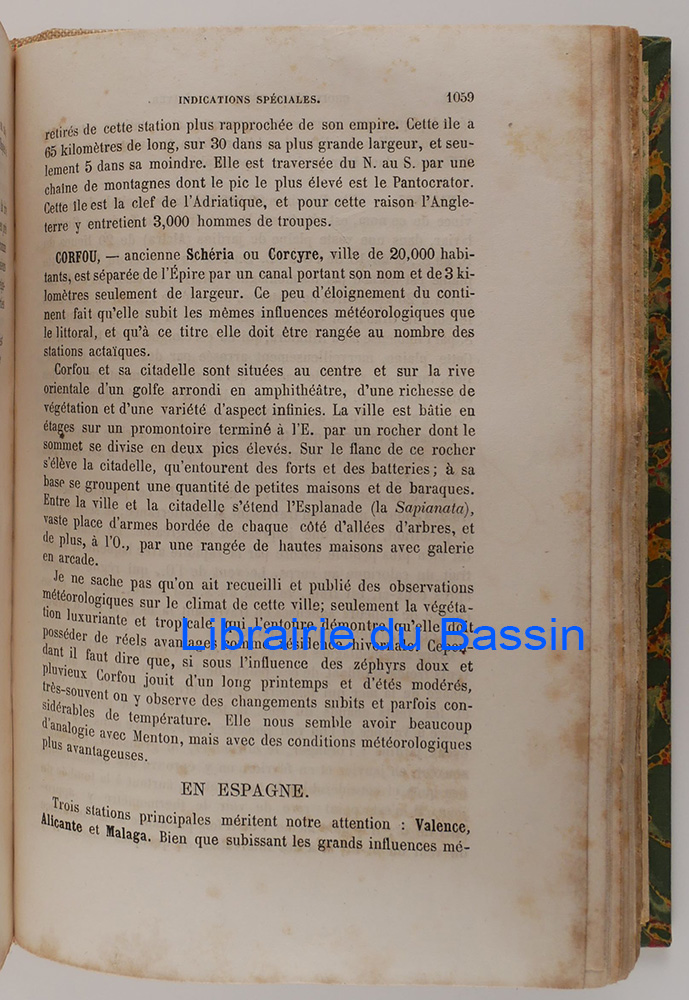 INDICATIONS SPÉCIALES. 1059
retirés de cette station plus rapprochée de son empire. Cette île a
65 kilomètres de long, sur 30 dans sa plus grande largeur, et seu-
lement 5 dans sa moindre. Elle est traversée du N. au S. par une
chaîne de montagnes dont le pic le plus élevé est le Pantocrator.
Cette île est la clef de l'Adriatique, et pour cette raison l'Angle-
terre y entretient 3,000 hommes de troupes.
CORFOU, — ancienne Schéria ou Corcyre, ville de 20,000 habi-
tants, est séparée de l'Épire par un canal portant son nom et de 3 ki-
lomètres seulement de largeur. Ce peu d'éloignement du conti-
nent fait qu'elle subit les mêmes influences météorologiques que
le littoral, et qu'à ce titre elle doit être rangée au nombre des
stations actaïques.
Corfou et sa citadelle sont situées au centre et sur la rive
orientale d'un golfe arrondi en amphithéâtre, d'une richesse de
végétation et d'une variété d'aspect infinies. La ville est bâtie en
étages sur un promontoire terminé à l'E. par un rocher dont le
sommet se divise en deux pics élevés. Sur le flanc de ce rocher
s'élève la citadelle, qu'entourent des forts et des batteries; à sa
base se groupent une quantité de petites maisons et de baraques.
Entre la ville et la citadelle s'étend l'Esplanade (la Sapianata),
vaste place d'armes bordée de chaque côté d'allées d'arbres, et
de plus, à l'O., par une rangée de hautes maisons avec galerie
en arcade.
Je ne sache pas qu'on ait recueilli et publié des observations
météorologiques sur le climat de cette ville; seulement la végéta-
tion luxuriante et tropicale qui l'entoure démontre qu'elle doit
posséder de réels avantages comme résidence hivernale. Cepen-
Librairie du Bassin
dant il faut dire que, si sous l'influence des zéphyrs doux et
pluvieux Corfou jouit d'un long printemps et d'étés modérés,
très-souvent on y observe des changements subits et parfois con-
sidérables de température. Elle nous semble avoir beaucoup
d'analogie avec Menton, mais avec des conditions météorologiques
plus avantageuses.
EN ESPAGNE.
Trois stations principales méritent notre attention : Valence,
Alicante et Malaga. Bien que subissant les grands influences mé-